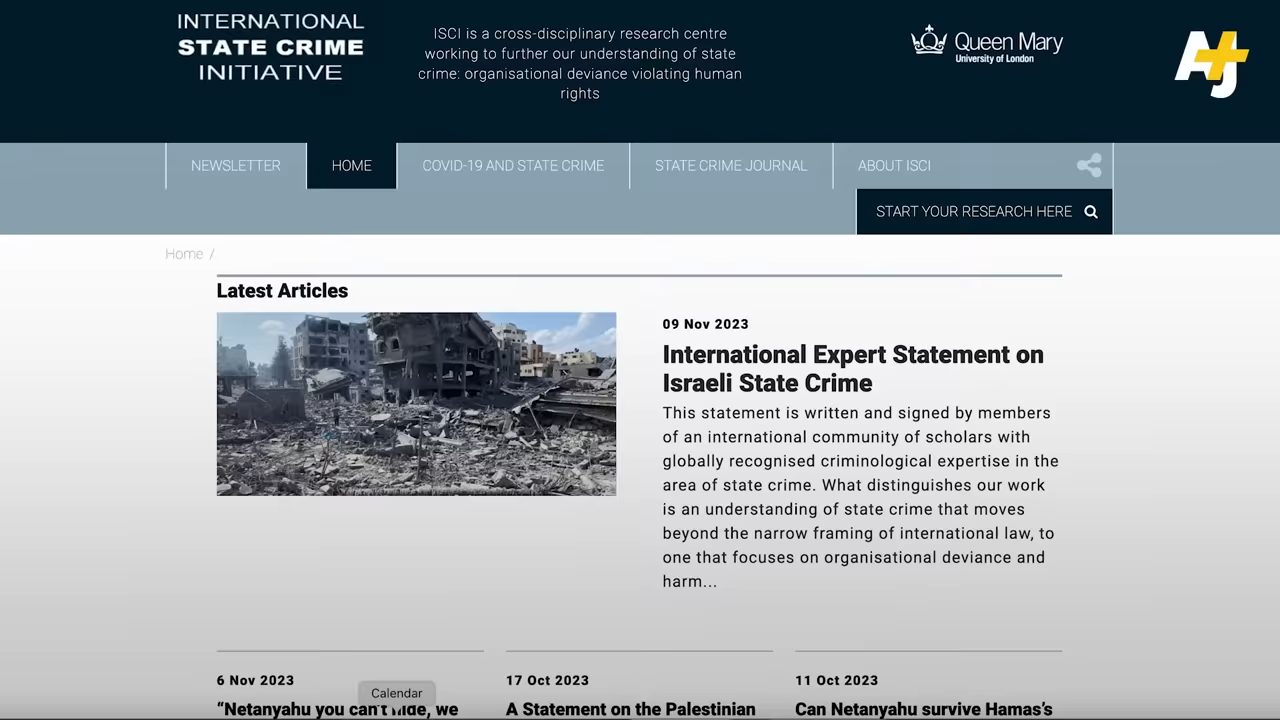 INTERNATIONAL
STATE CRIME
INITIATIVE
ISCI is a cross-disciplinary research centre
working to further our understanding of state
crime: organisational deviance violating human
rights
Queen Mary
University of London
AJ+
NEWSLETTER
HOME
COVID-19 AND STATE CRIME
STATE CRIME JOURNAL
ABOUT ISCI
START YOUR RESEARCH HERE
Home /
Latest Articles
09 Nov 2023
International Expert Statement on
Israeli State Crime
This statement is written and signed by members
of an international community of scholars with
globally recognised criminological expertise in the
area of state crime. What distinguishes our work
is an understanding of state crime that moves
beyond the narrow framing of international law, to
one that focuses on organisational deviance and
harm...
6 Nov 2023
“Netanyahu you can't hide, we
Calendar
17 Oct 2023
A Statement on the Palestinian
11 Oct 2023
Can Netanyahu survive Hamas’s